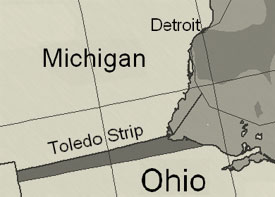 Detroit
Michigan
Toledo Strip
Ohio